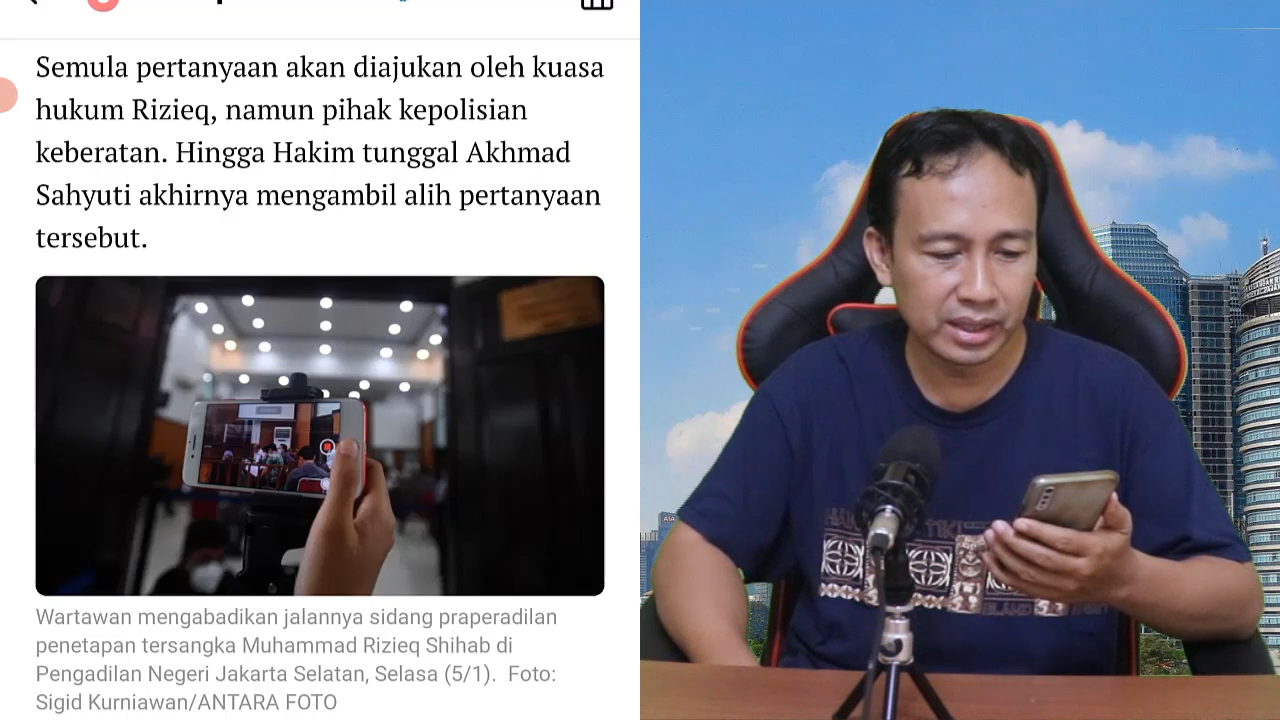 Semula pertanyaan akan diajukan oleh kuasa
hukum Rizieq, namun pihak kepolisian
keberatan. Hingga Hakim tunggal Akhmad
Sahyuti akhirnya mengambil alih pertanyaan
tersebut.
Wartawan mengabadikan jalannya sidang praperadilan
penetapan tersangka Muhammad Rizieq Shihab di
Pengadilan Negeri Jakarta Selatan, Selasa (5/1). Foto:
Sigid Kurniawan/ANTARA FOTO
AIA
TIKI